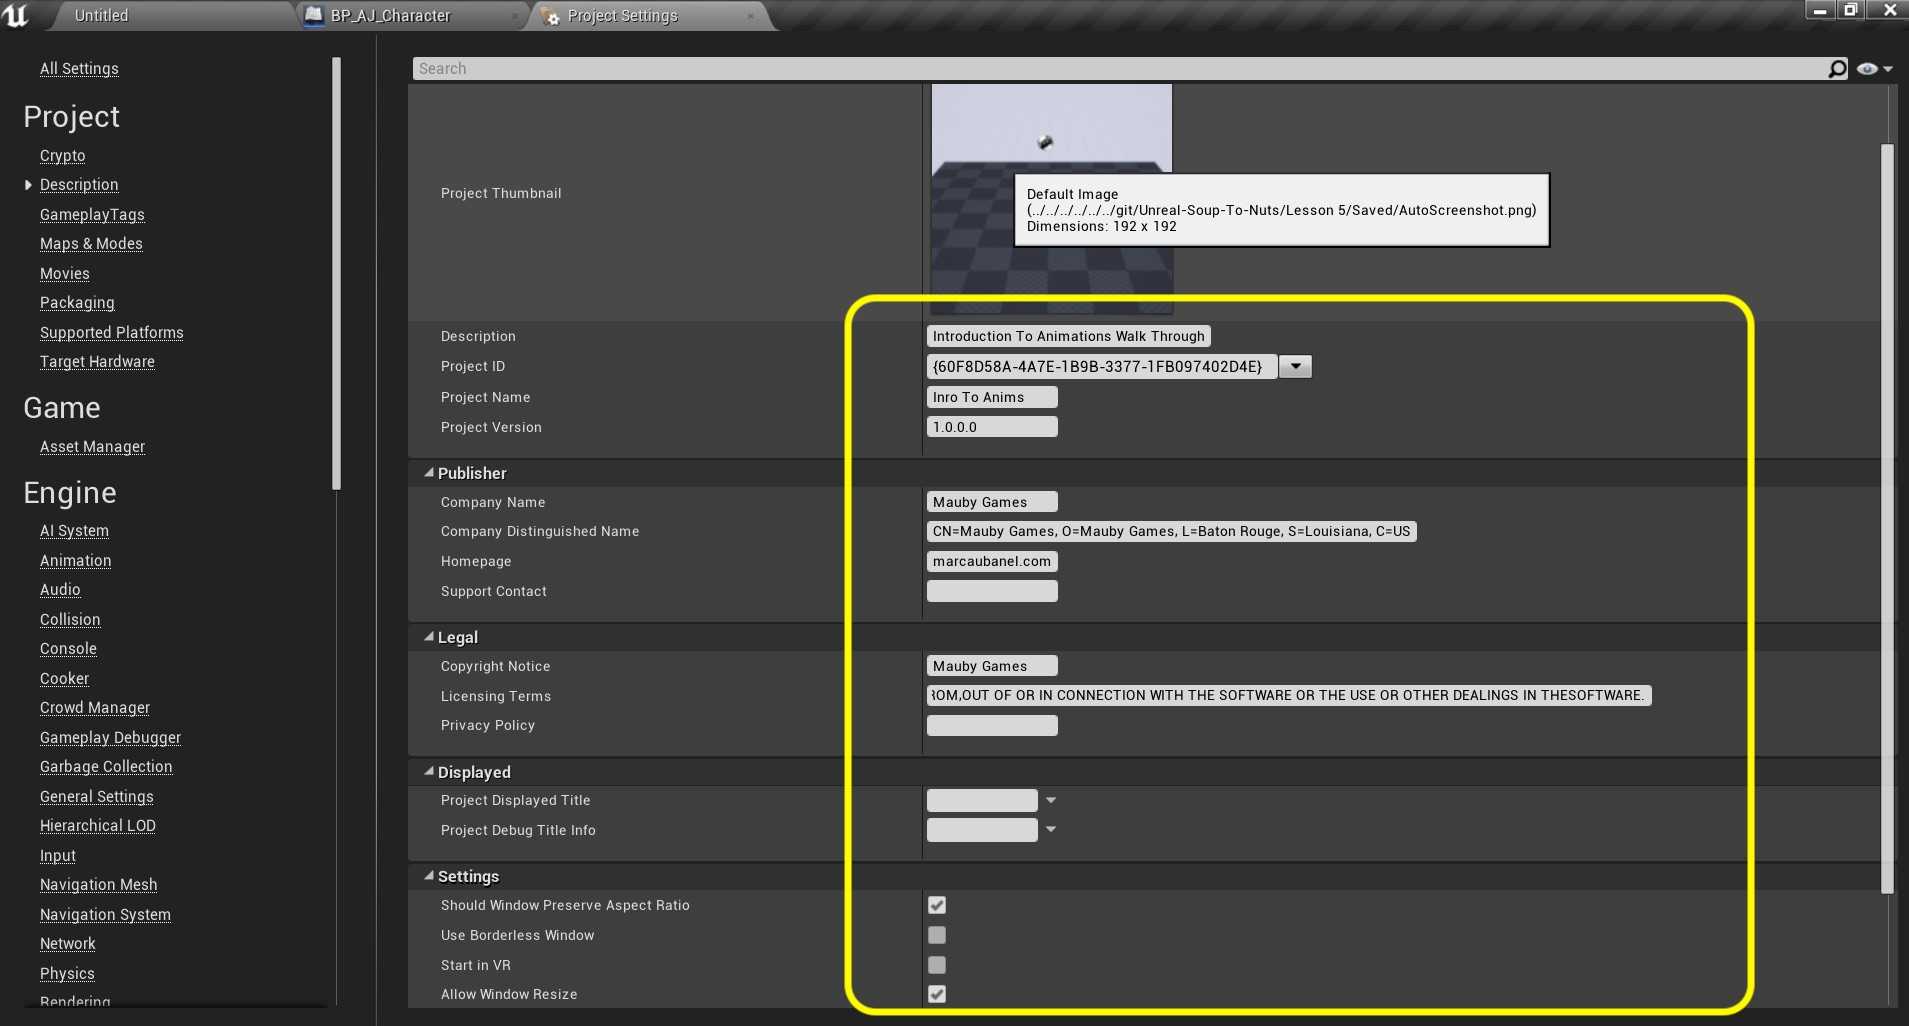 Untitled
BP_AJ_Character
Project Settings
All Settings
Project
Crypto
Description
GameplayTags
Maps & Modes
Movies
Packaging
Supported Platforms
Target Hardware
Game
Asset Manager
Engine
AI System
Animation
Audio
Collision
Console
Cooker
Crowd Manager
Gameplay Debugger
Garbage Collection
General Settings
Hierarchical LOD
Input
Navigation Mesh
Navigation System
Network
Physics
Rendering
Search
Project Thumbnail
Default Image
(../../../../../../git/Unreal-Soup-To-Nuts/Lesson 5/Saved/AutoScreenshot.png)
Dimensions: 192 x 192
Description Introduction To Animations Walk Through
Project ID {60F8D58A-4A7E-1B9B-3377-1FB097402D4E}
Project Name Inro To Anims
Project Version 1.0.0.0
Publisher
Company Name Mauby Games
Company Distinguished Name CN=Mauby Games, O=Mauby Games, L=Baton Rouge, S=Louisiana, C=US
Homepage marcaubanel.com
Support Contact
Legal
Copyright Notice Mauby Games
Licensing Terms ROM,OUT OF OR IN CONNECTION WITH THE SOFTWARE OR THE USE OR OTHER DEALINGS IN THESOFTWARE.
Privacy Policy
Displayed
Project Displayed Title
Project Debug Title Info
Settings
Should Window Preserve Aspect Ratio
Use Borderless Window
Start in VR
Allow Window Resize